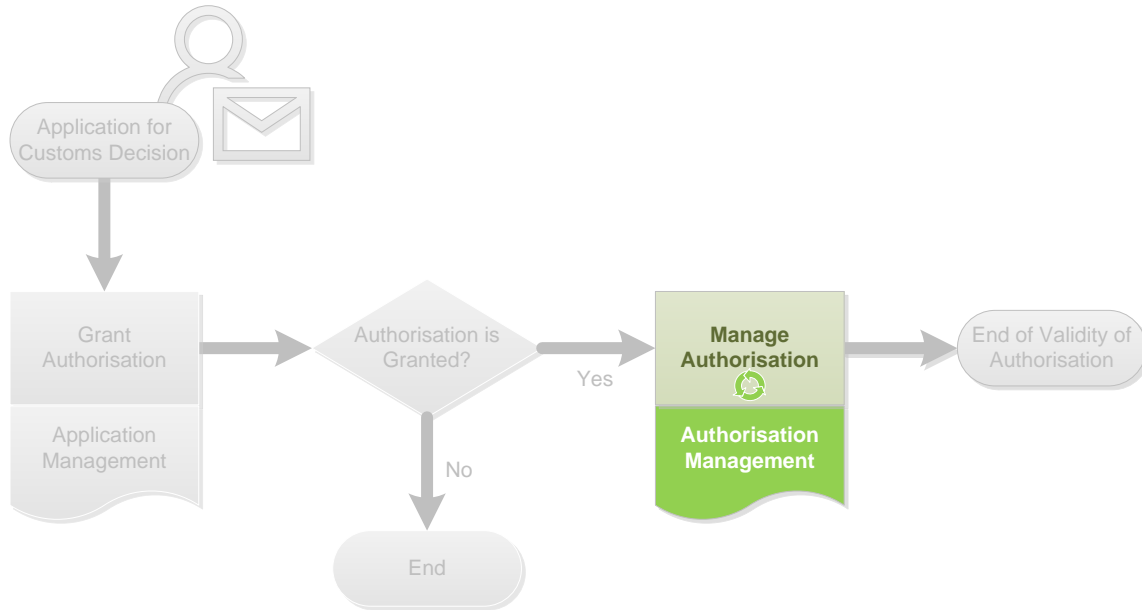 Application for
Customs Decision
Grant
Authorisation
Application
Management
Authorisation is
Granted?
Yes
No
End
Manage
Authorisation
Authorisation
Management
End of Validity of
Authorisation